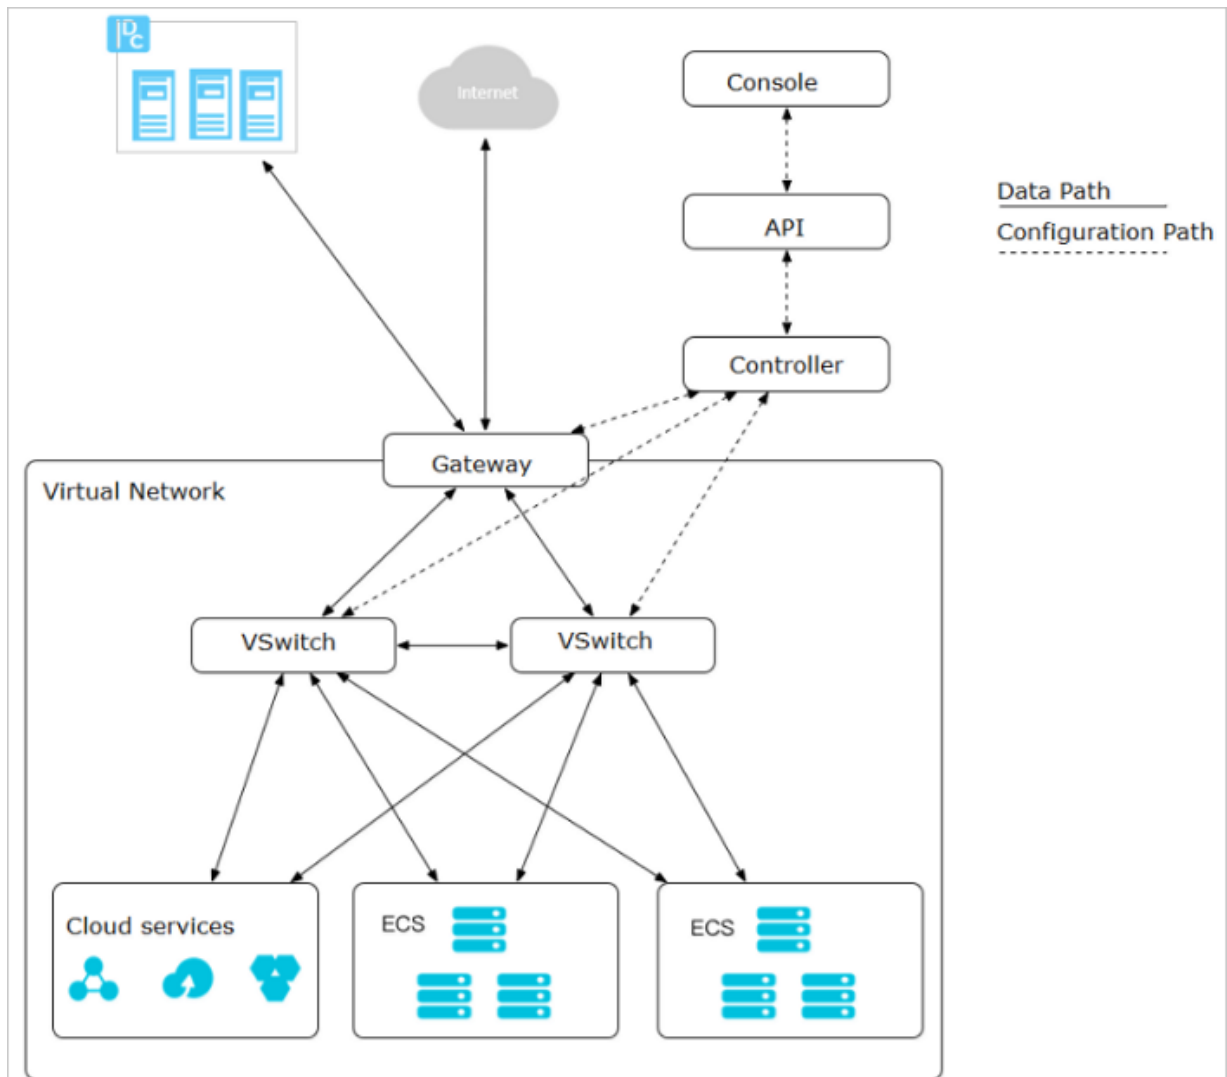 IDC
Internet
Console
API
Data Path
Configuration Path
Controller
Gateway
Virtual Network
VSwitch
VSwitch
Cloud services
ECS
ECS